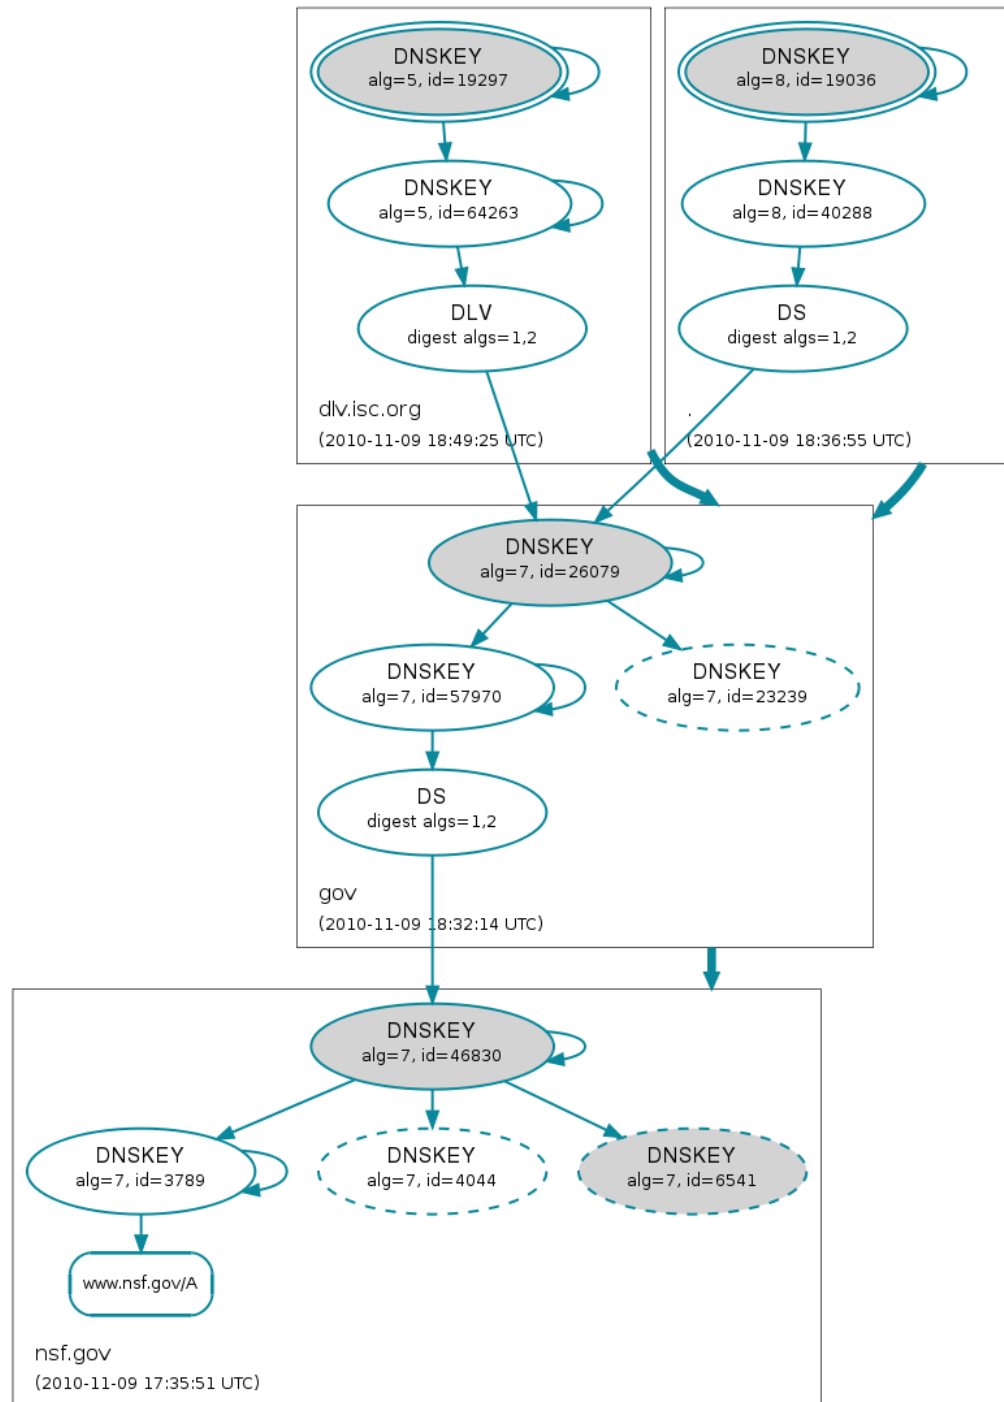 DNSKEY
alg=5, id=19297
DNSKEY
alg=5, id=64263
DLV
digest algs=1,2
dlv.isc.org
(2010-11-09 18:49:25 UTC)
DNSKEY
alg=8, id=19036
DNSKEY
alg=8, id=40288
DS
digest algs=1,2
.
(2010-11-09 18:36:55 UTC)
DNSKEY
alg=7, id=26079
DNSKEY
alg=7, id=57970
DNSKEY
alg=7, id=23239
DS
digest algs=1,2
gov
(2010-11-09 18:32:14 UTC)
DNSKEY
alg=7, id=46830
DNSKEY
alg=7, id=3789
DNSKEY
alg=7, id=4044
DNSKEY
alg=7, id=6541
www.nsf.gov/A
nsf.gov
(2010-11-09 17:35:51 UTC)